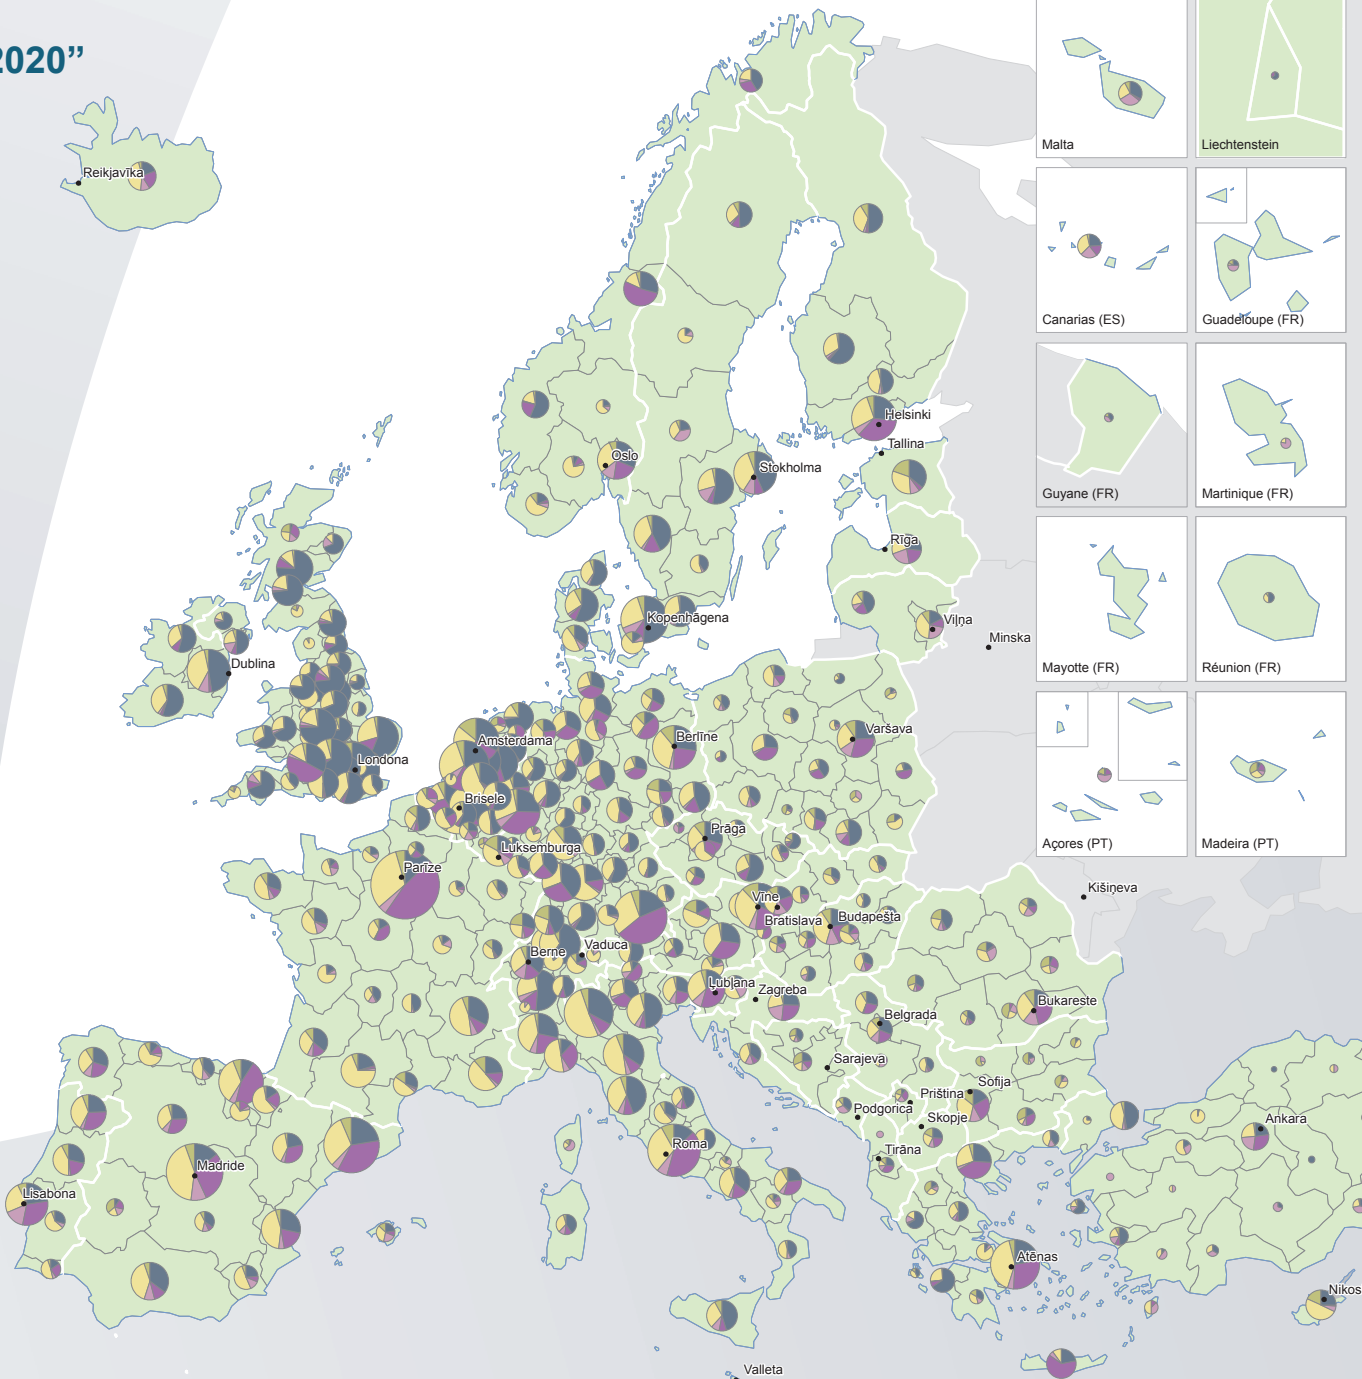 2020”
Reikjavīka
Malta
Liechtenstein
Canarias (ES)
Guadeloupe (FR)
Guyane (FR)
Martinique (FR)
Mayotte (FR)
Réunion (FR)
Açores (PT)
Madeira (PT)
Helsinki
Tallina
Oslo
Stokholma
Rīga
Kopenhāgena
Viļņa
Minska
Dublina
Varšava
Berlīne
Amsterdama
Londona
Brisele
Prāga
Luksemburga
Parīze
Kišiņeva
Vīne
Budapešta
Bratislava
Vaduca
Berne
Ļubļana
Zagreba
Bukareste
Belgrada
Sarajeva
Sofija
Priština
Podgorica
Skopje
Ankara
Roma
Tirāna
Madride
Lisabona
Atēnas
Nikos
Valleta